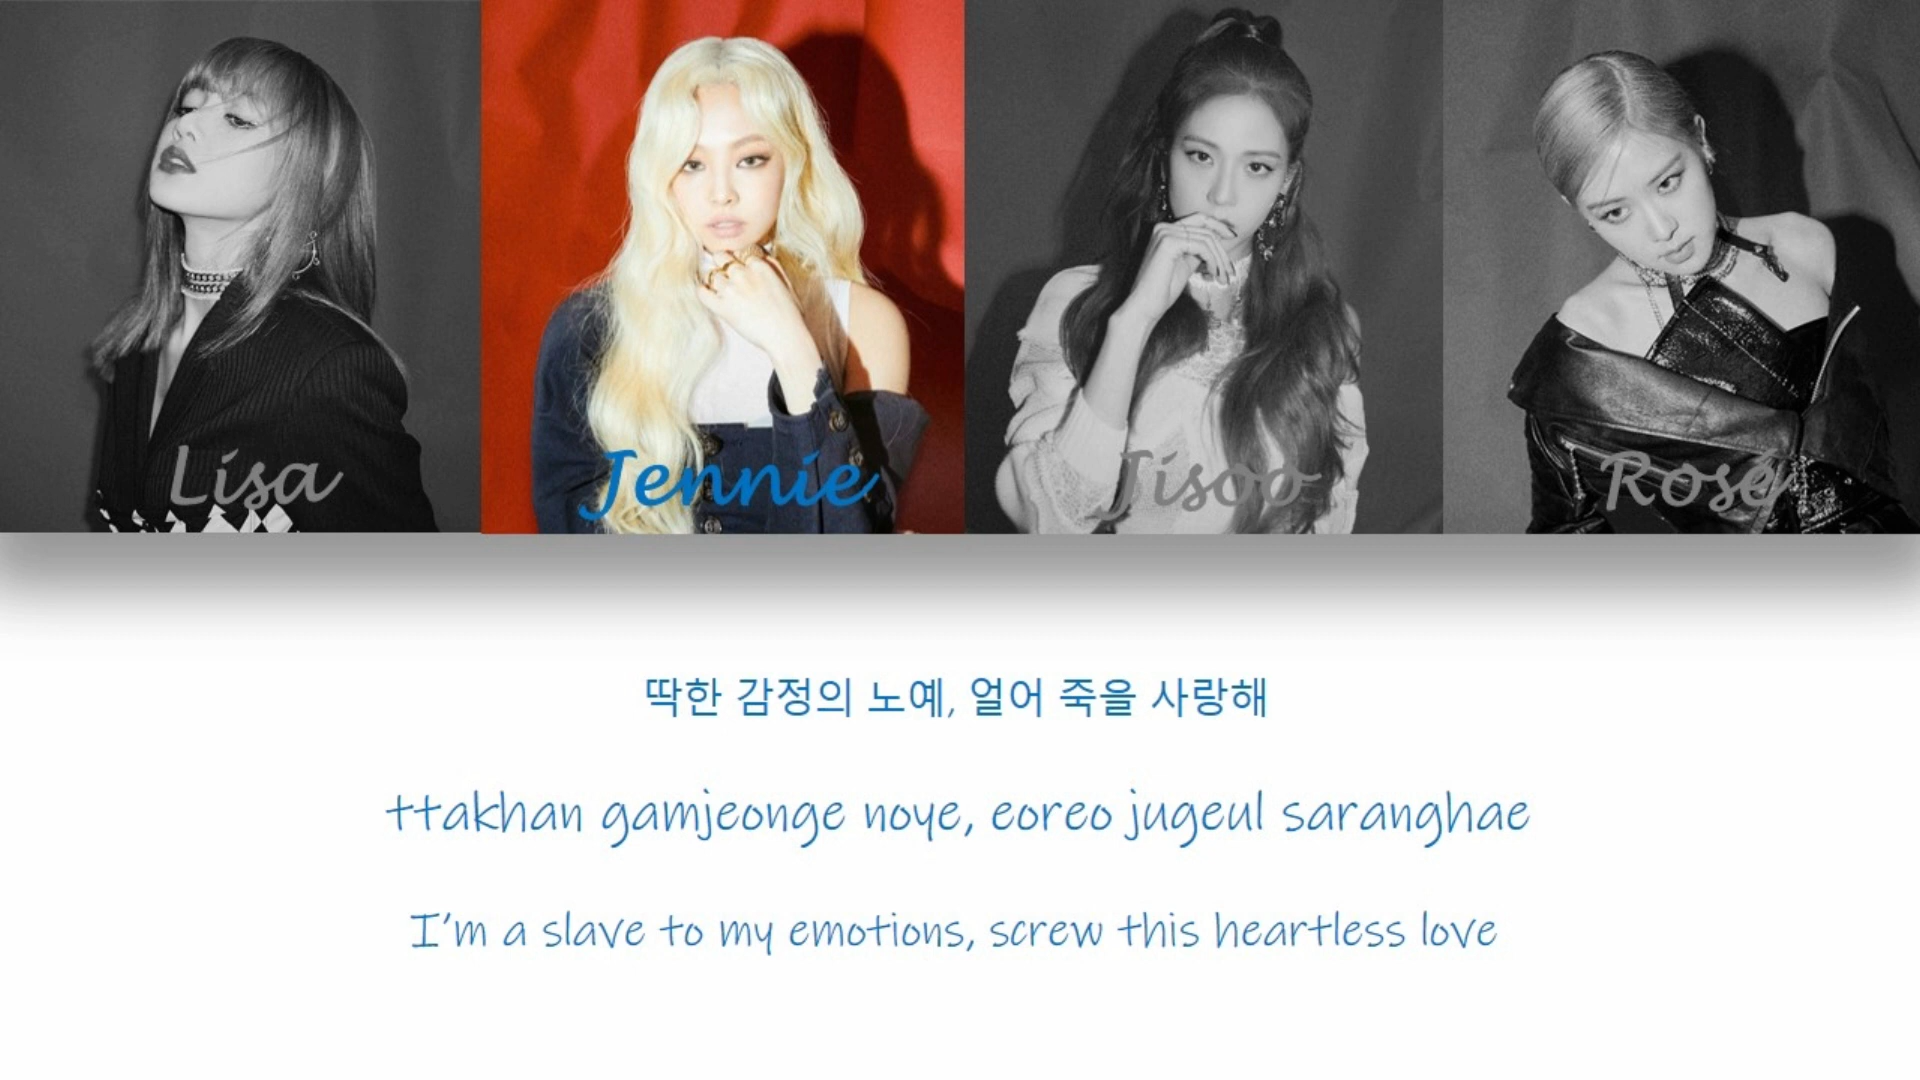 Lisa
Jennie
Jisoo
Rosé
딱한 감정의 노예, 얼어 죽을 사랑해
ttakhan gamjeonge noye, eoreo jugeul saranghae
I'm a slave to my emotions, screw this heartless love